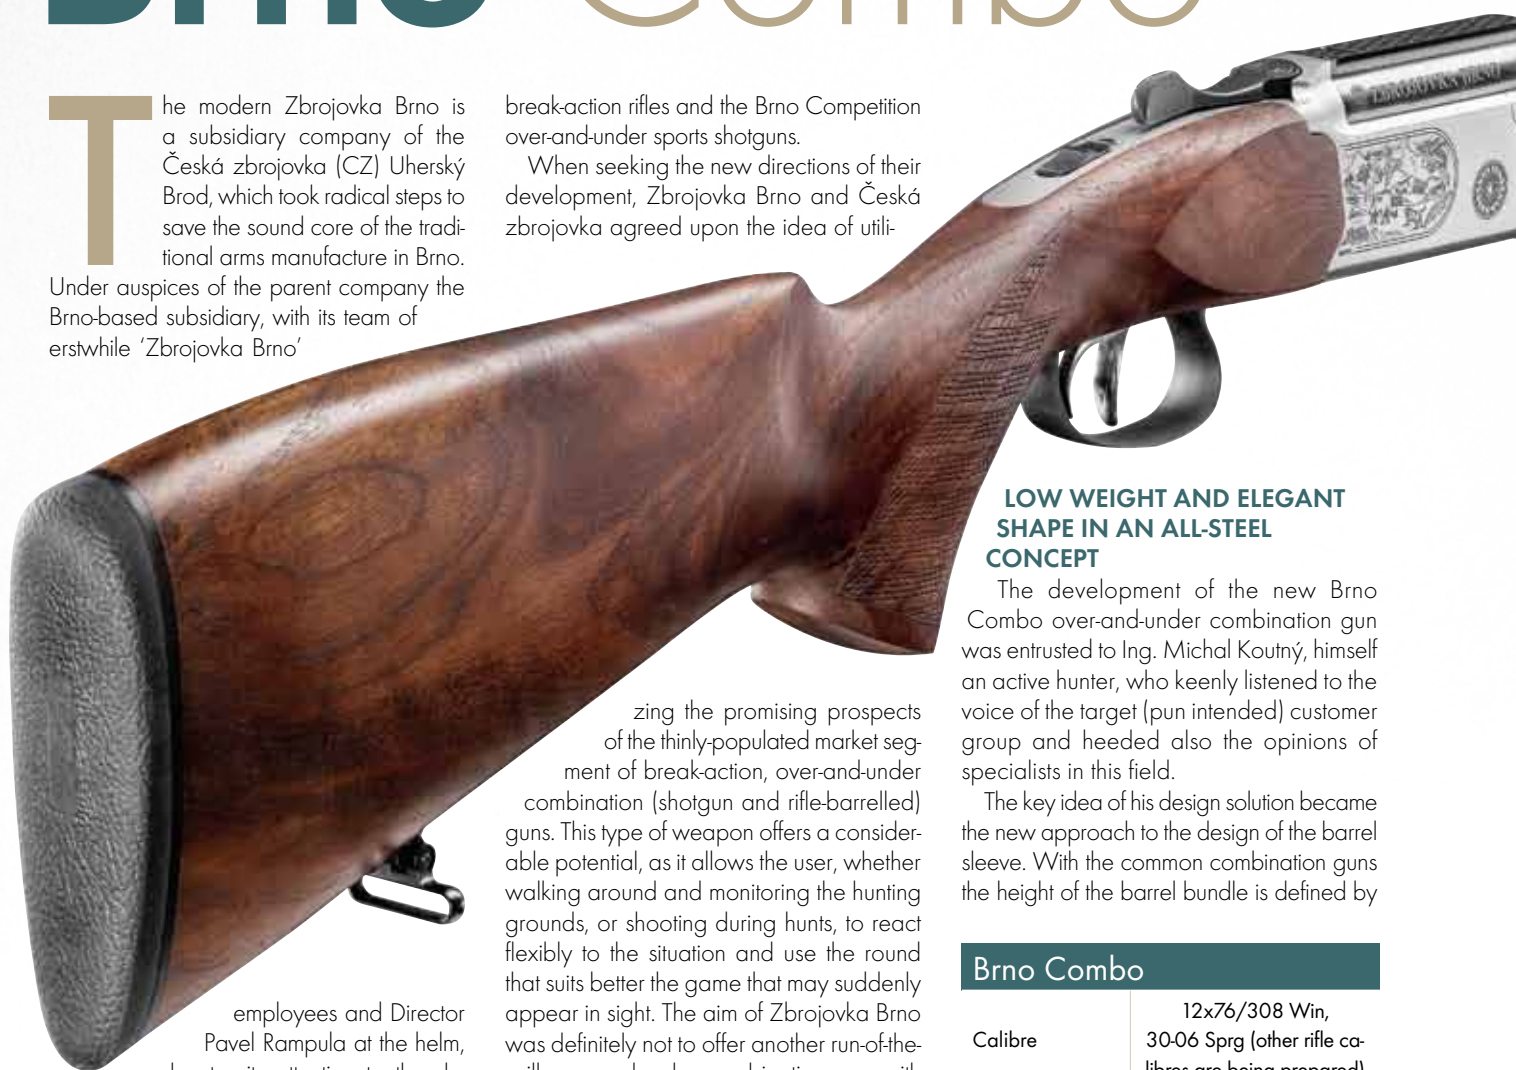 Brno Combo
The modern Zbrojovka Brno is
a subsidiary company of the
Česká zbrojovka (CZ) Uherský
Brod, which took radical steps to
save the sound core of the tradi-
tional arms manufacture in Brno.
Under auspices of the parent company the
Brno-based subsidiary, with its team of
erstwhile ‘Zbrojovka Brno’
employees and Director
Pavel Rampula at the helm,
break-action rifles and the Brno Competition
over-and-under sports shotguns.
When seeking the new directions of their
development, Zbrojovka Brno and Česká
zbrojovka agreed upon the idea of utili-
zing the promising prospects
of the thinly-populated market seg-
ment of break-action, over-and-under
combination (shotgun and rifle-barrelled)
guns. This type of weapon offers a consider-
able potential, as it allows the user, whether
walking around and monitoring the hunting
grounds, or shooting during hunts, to react
flexibly to the situation and use the round
that suits better the game that may suddenly
appear in sight. The aim of Zbrojovka Brno
was definitely not to offer another run-of-the-
ZBROJOVKA BRNO
LOW WEIGHT AND ELEGANT
SHAPE IN AN ALL-STEEL
CONCEPT
The development of the new Brno
Combo over-and-under combination gun
was entrusted to Ing. Michal Koutný, himself
an active hunter, who keenly listened to the
voice of the target (pun intended) customer
group and heeded also the opinions of
specialists in this field.
The key idea of his design solution became
the new approach to the design of the barrel
sleeve. With the common combination guns
the height of the barrel bundle is defined by
Brno Combo
Calibre
12x76/308 Win,
30-06 Sprg (other rifle ca-
libres are being prepared)